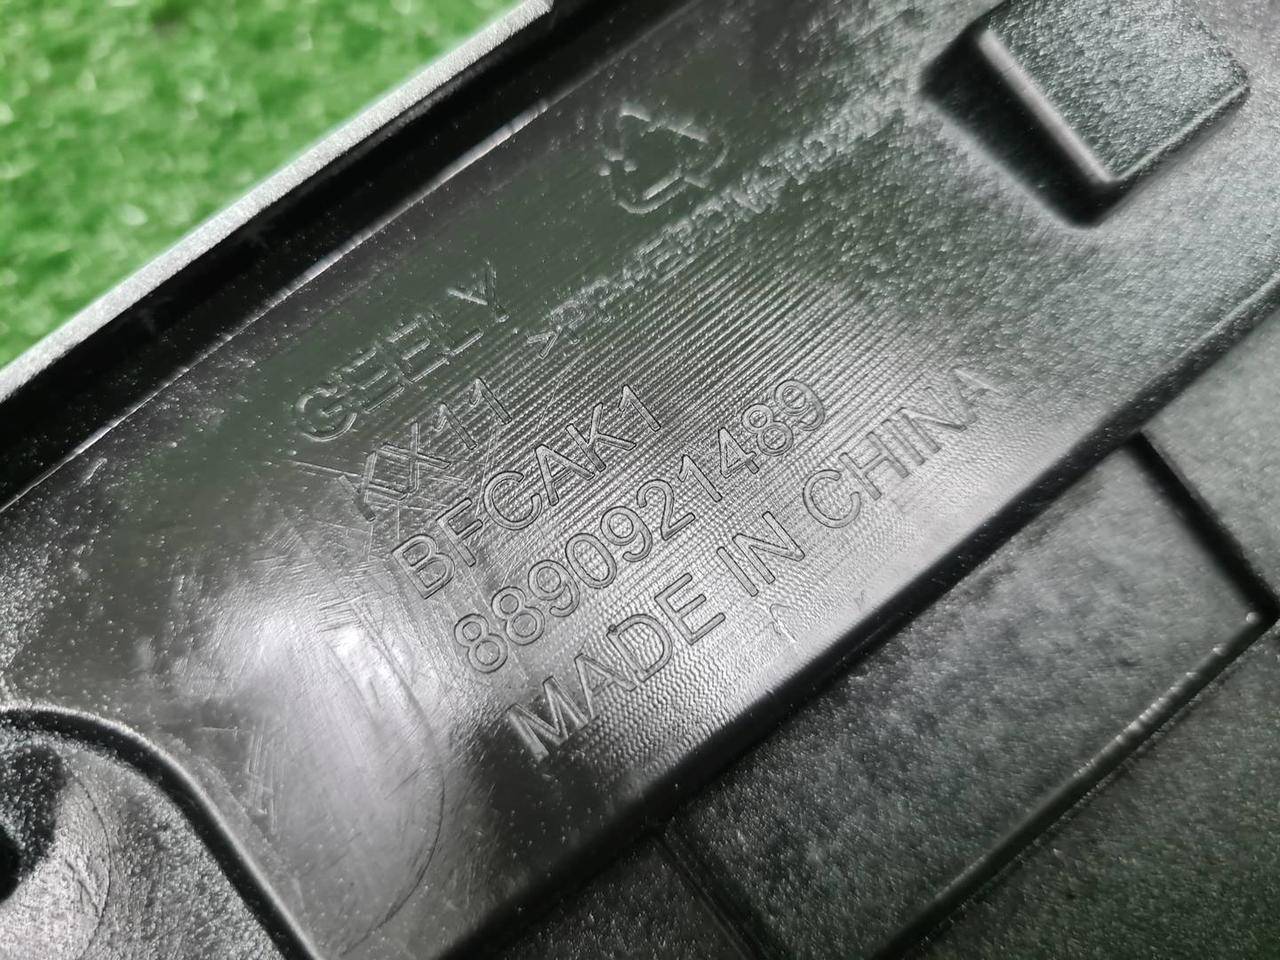 GEELY
KX11
BFCAK1
8890921489
MADE IN CHINA